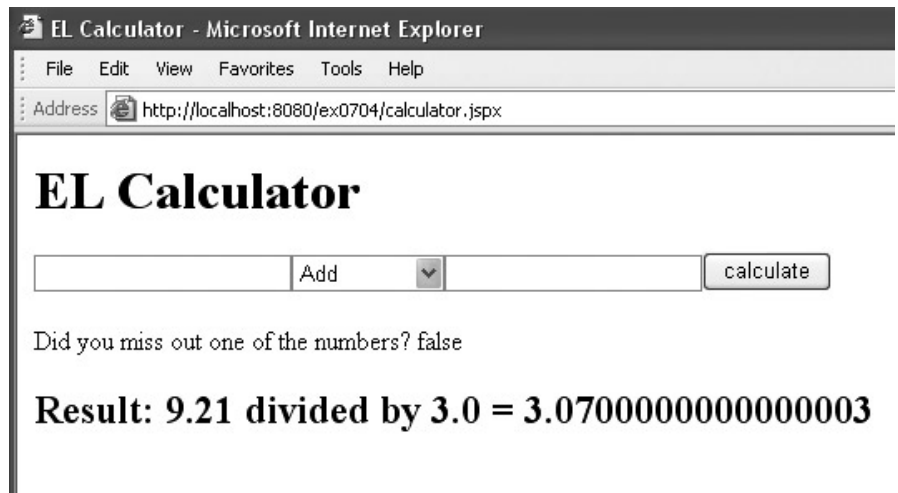 EL Calculator - Microsoft Internet Explorer
File Edit View Favorites Tools Help
Address http://localhost:8080/ex0704/calculator.jspx
EL Calculator
Add calculate
Did you miss out one of the numbers? false
Result: 9.21 divided by 3.0 = 3.0700000000000003